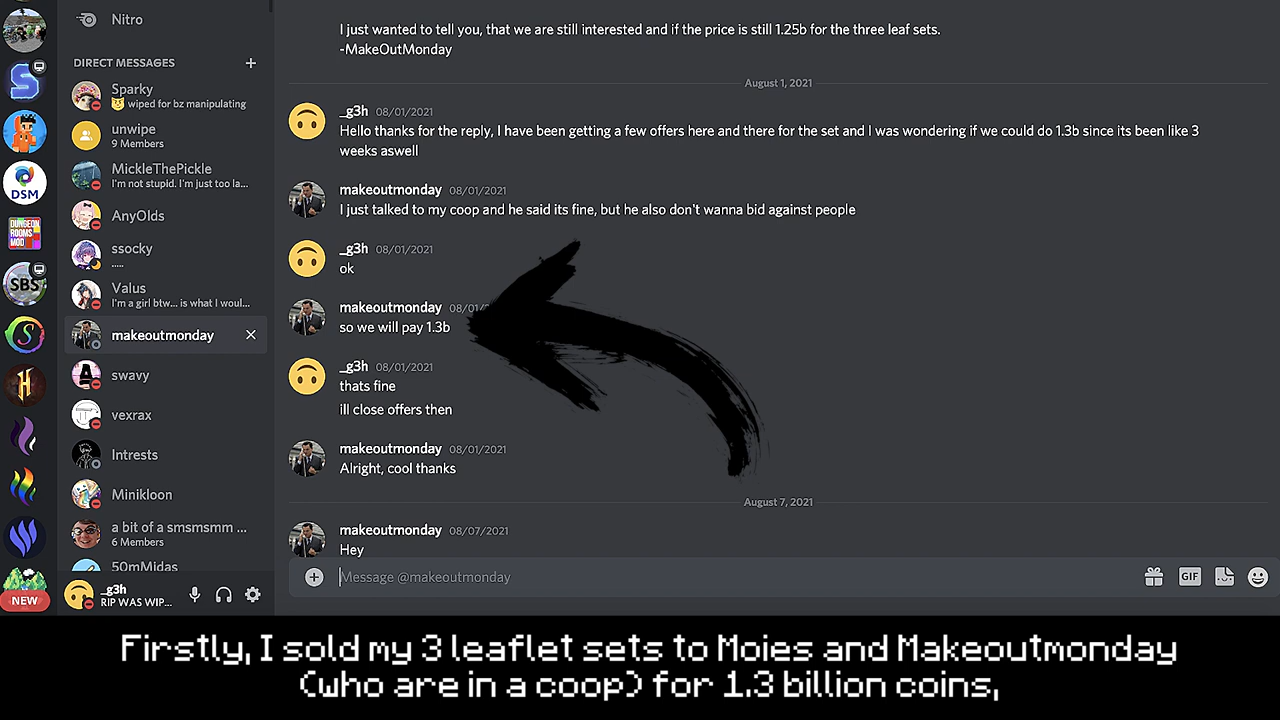 Nitro
DIRECT MESSAGES
Sparky
wiped for bz manipulating
unwipe
9 Members
MickleThePickle
I'm not stupid. I'm just too la...
AnyOlds
ssocky
.....
Valus
I'm a girl btw... is what I woul...
makeoutmonday
swavy
vexrax
Intrests
Minikloon
a bit of a smsmsmm ...
6 Members
50mMidas
_g3h
RIP WAS WIP...
DSM
DUNGEON
ROOMS
MOD
SBS
NEW
I just wanted to tell you, that we are still interested and if the price is still 1.25b for the three leaf sets.
-MakeOutMonday
August 1, 2021
_g3h 08/01/2021
Hello thanks for the reply, I have been getting a few offers here and there for the set and I was wondering if we could do 1.3b since its been like 3
weeks aswell
makeoutmonday 08/01/2021
I just talked to my coop and he said its fine, but he also don't wanna bid against people
_g3h 08/01/2021
ok
makeoutmonday 08/01/2
so we will pay 1.3b
_g3h 08/01/2021
thats fine
ill close offers then
makeoutmonday 08/01/2021
Alright, cool thanks
August 7, 2021
makeoutmonday 08/07/2021
Hey
Message @makeoutmonday
GIF
Firstly, I sold my 3 leaflet sets to Moies and Makeoutmonday
(who are in a coop) for 1.3 billion coins,